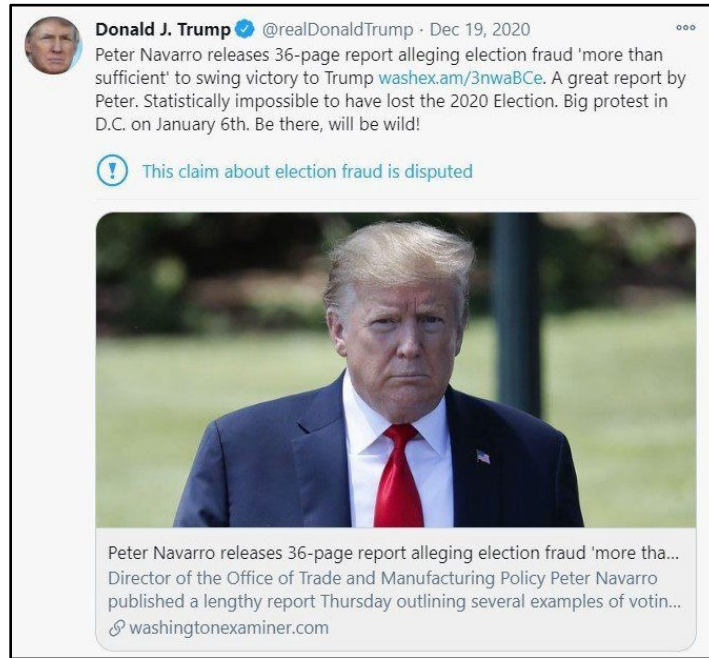 Donald J. Trump @realDonaldTrump · Dec 19, 2020
Peter Navarro releases 36-page report alleging election fraud 'more than
sufficient' to swing victory to Trump washex.am/3nwaBCe. A great report by
Peter. Statistically impossible to have lost the 2020 Election. Big protest in
D.C. on January 6th. Be there, will be wild!
This claim about election fraud is disputed
Peter Navarro releases 36-page report alleging election fraud 'more tha...
Director of the Office of Trade and Manufacturing Policy Peter Navarro
published a lengthy report Thursday outlining several examples of votin...
washingtonexaminer.com